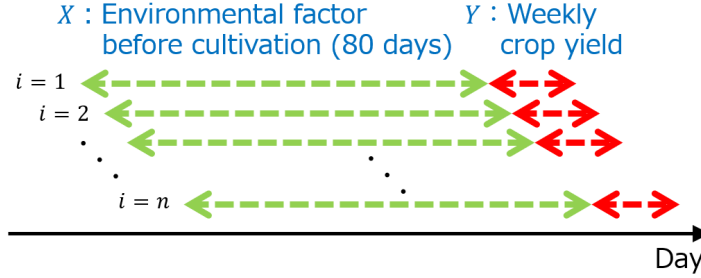 X : Environmental factor
before cultivation (80 days)
Y : Weekly
crop yield
i = 1
i = 2
i = n
Day